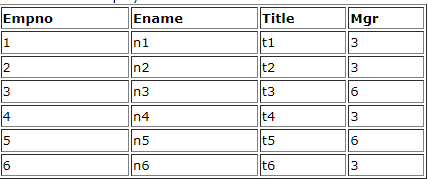 Empno Ename Title Mgr
1 n1 t1 3
2 n2 t2 3
3 n3 t3 6
4 n4 t4 3
5 n5 t5 6
6 n6 t6 3